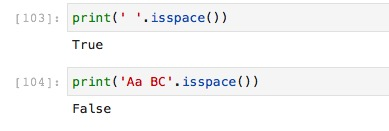 [103]: print(' '.isspace())
True
[104]: print('Aa BC'.isspace())
False